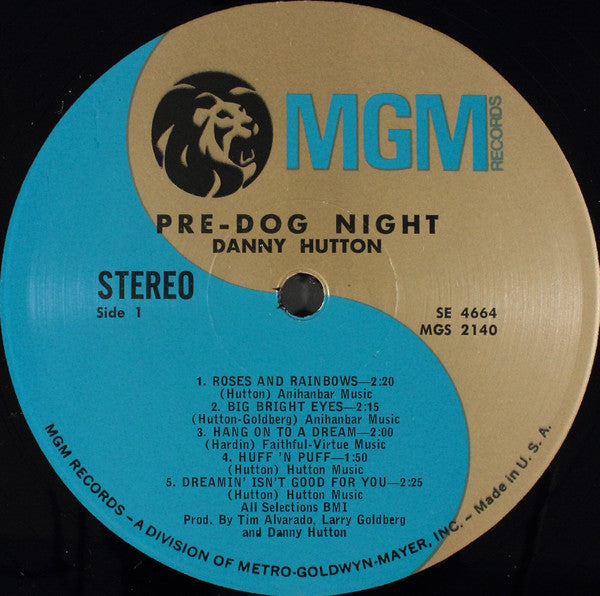 MGM
RECORDS
PRE-DOG NIGHT
DANNY HUTTON
STEREO
Side 1
SE 4664
MGS 2140
1. ROSES AND RAINBOWS—2:20
(Hutton) Anihanbar Music
2. BIG BRIGHT EYES—2:15
(Hutton-Goldberg) Anihanbar Music
3. HANG ON TO A DREAM—2:00
(Hardin) Faithful-Virtue Music
4. HUFF 'N PUFF—1:50
(Hutton) Hutton Music
5. DREAMIN' ISN'T GOOD FOR YOU—2:25
(Hutton) Hutton Music
All Selections BMI
Prod. By Tim Alvarado, Larry Goldberg
and Danny Hutton
MGM RECORDS – A DIVISION OF METRO-GOLDWYN-MAYER, INC. – Made in U. S. A.